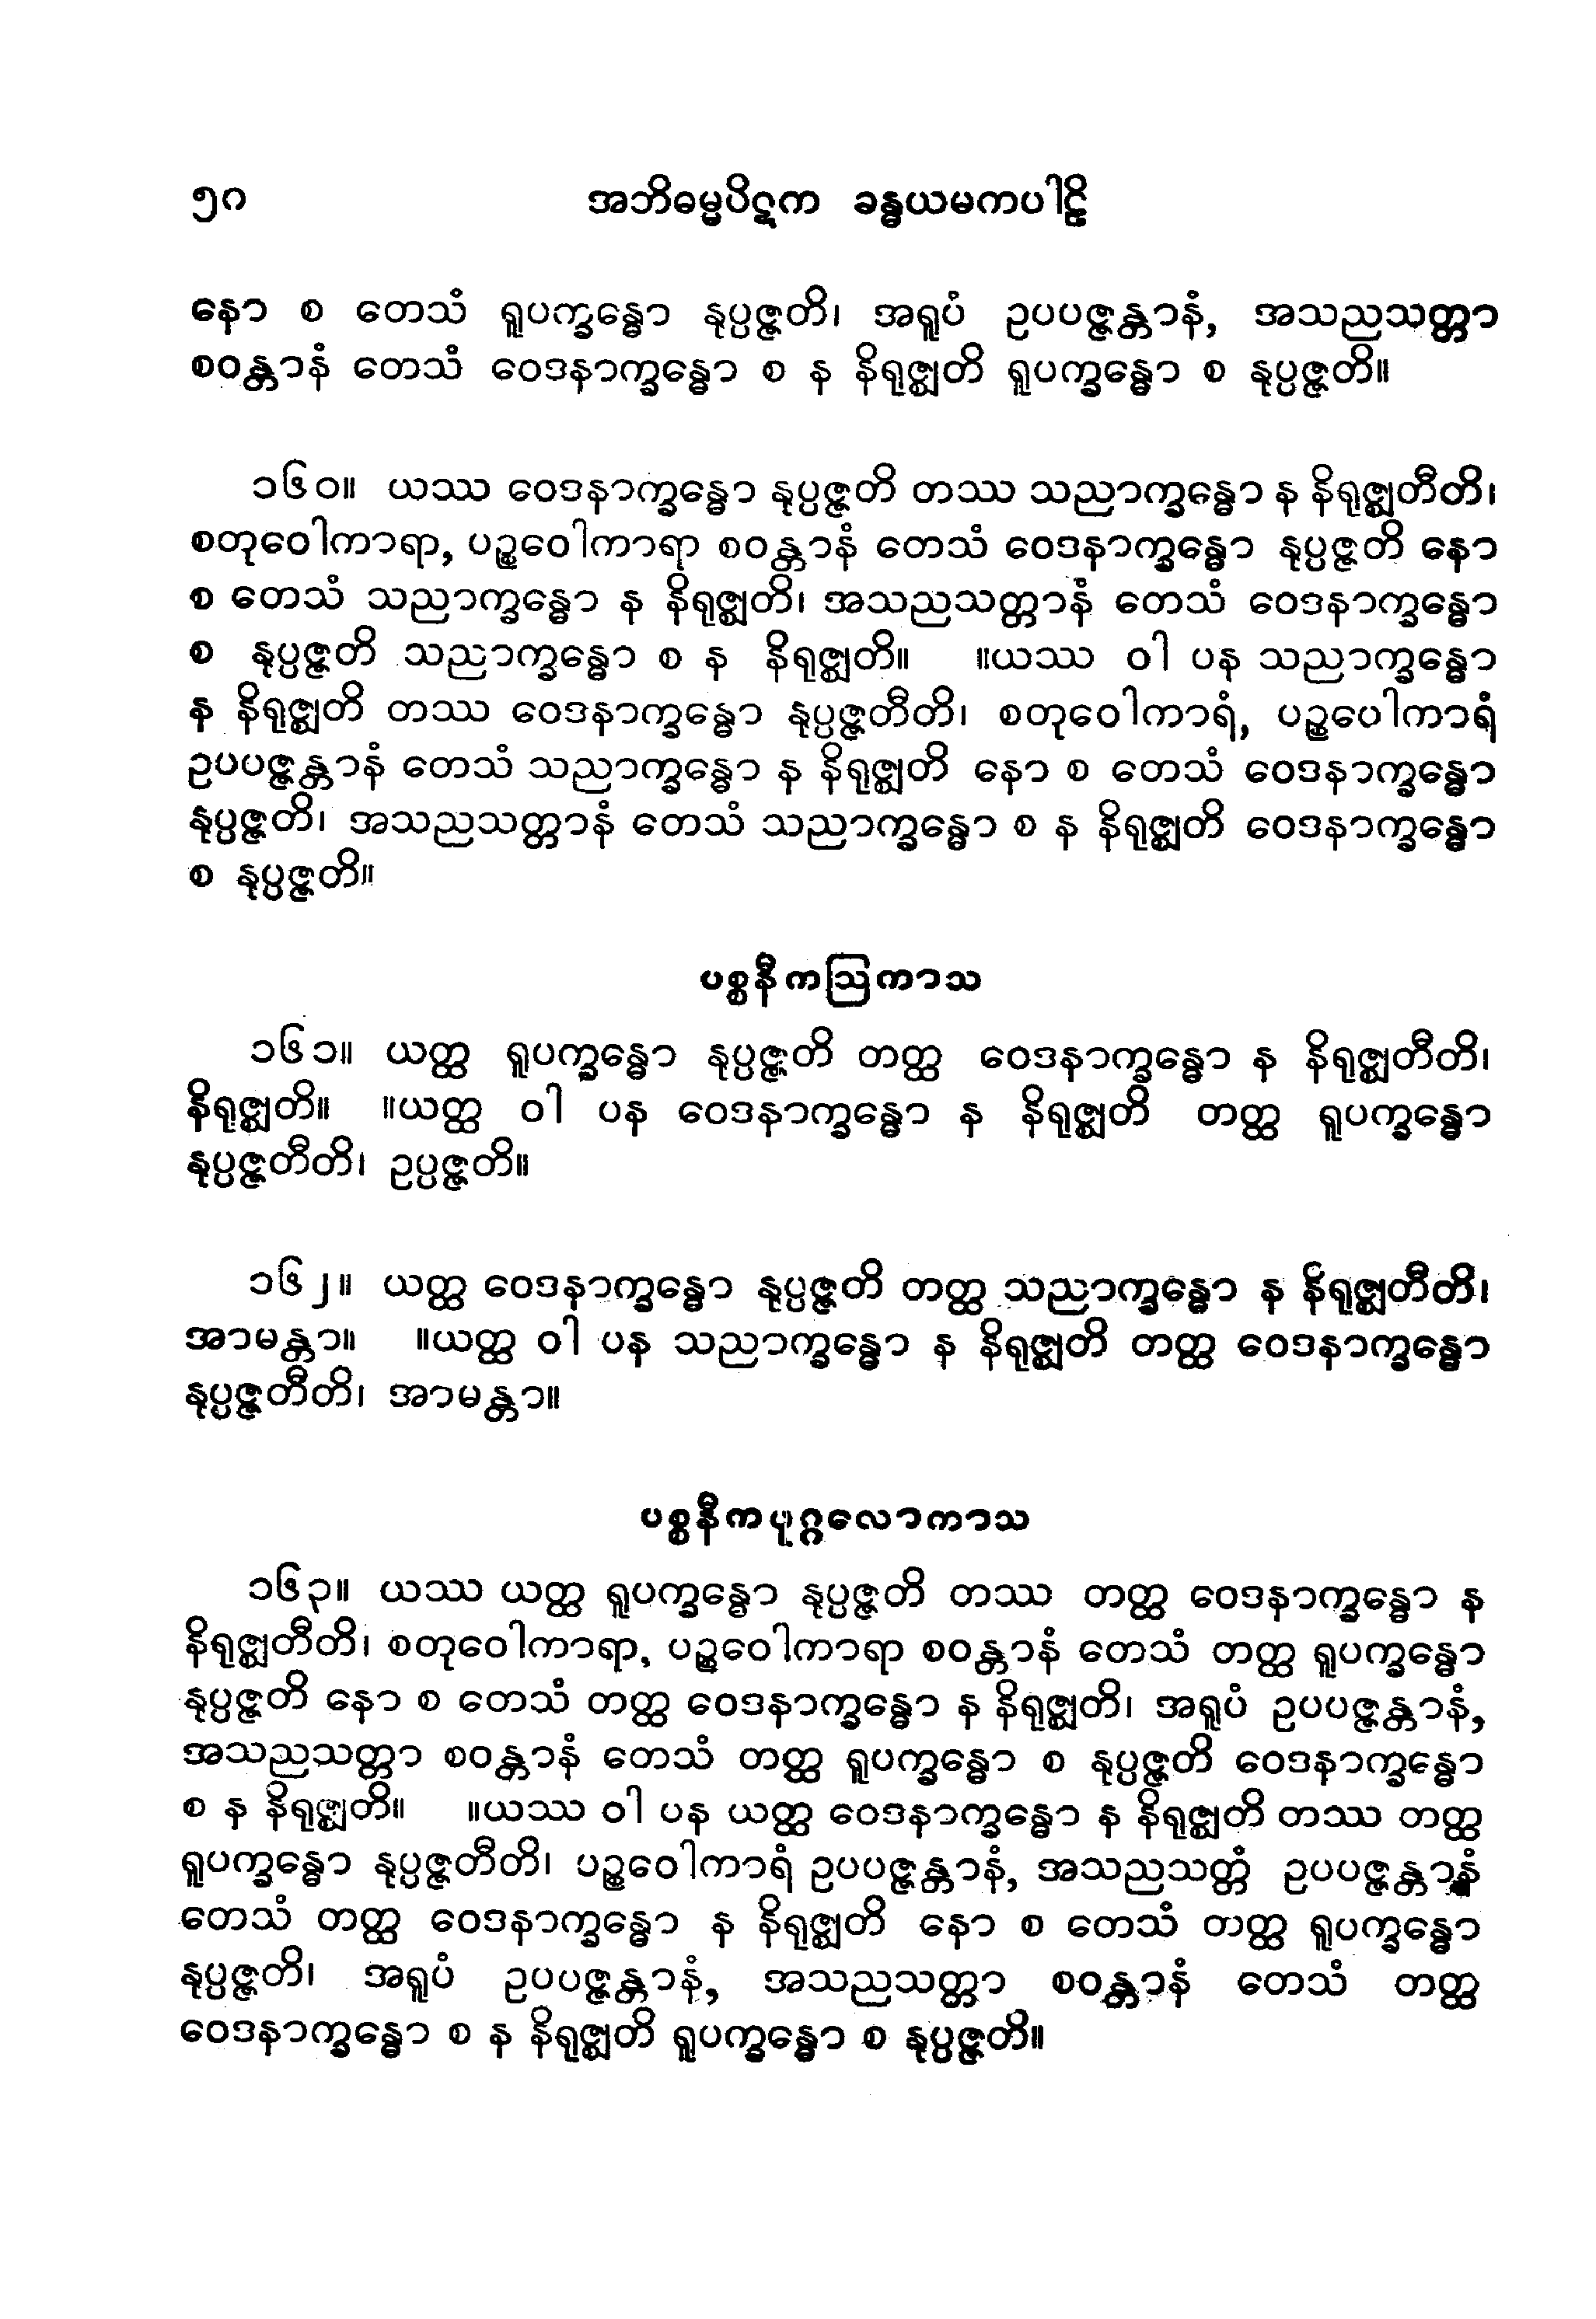 ၅၈ အဘိဓမ္မပိဋက ခန္ဓယမကပါဠိ
နော စ တေသံ ရူပက္ခန္ဓော နုပ္ပဇ္ဇတိ၊ အရူပံ ဥပပဇ္ဇန္တာနံ, အသညသတ္တာ
စဝန္တာနံ တေသံ ဝေဒနာက္ခန္ဓော စ န နိရုဇ္ဈတိ ရူပက္ခန္ဓော စ နုပ္ပဇ္ဇတိ။
၁၆၀။ ယဿ ဝေဒနာက္ခန္ဓော နုပ္ပဇ္ဇတိ တဿ သညာက္ခန္ဓော န နိရုဇ္ဈတီတိ၊
စတုဝေါကာရာ, ပဉ္စဝေါကာရာ စဝန္တာနံ တေသံ ဝေဒနာက္ခန္ဓော နုပ္ပဇ္ဇတိ နော
စ တေသံ သညာက္ခန္ဓော န နိရုဇ္ဈတိ၊ အသညသတ္တာနံ တေသံ ဝေဒနာက္ခန္ဓော
စ နုပ္ပဇ္ဇတိ သညာက္ခန္ဓော စ န နိရုဇ္ဈတိ။ ။ယဿ ဝါ ပန သညာက္ခန္ဓော
န နိရုဇ္ဈတိ တဿ ဝေဒနာက္ခန္ဓော နုပ္ပဇ္ဇတီတိ၊ စတုဝေါကာရံ, ပဉ္စပေါကာရံ
ဥပပဇ္ဇန္တာနံ တေသံ သညာက္ခန္ဓော န နိရုဇ္ဈတိ နော စ တေသံ ဝေဒနာက္ခန္ဓော
နုပ္ပဇ္ဇတိ၊ အသညသတ္တာနံ တေသံ သညာက္ခန္ဓော စ န နိရုဇ္ဈတိ ဝေဒနာက္ခန္ဓော
စ နုပ္ပဇ္ဇတိ။
ပစ္စနီကဩကာသ
၁၆၁။ ယတ္ထ ရူပက္ခန္ဓော နုပ္ပဇ္ဇတိ တတ္ထ ဝေဒနာက္ခန္ဓော န နိရုဇ္ဈတီတိ၊
နိရုဇ္ဈတိ။ ။ယတ္ထ ဝါ ပန ဝေဒနာက္ခန္ဓော န နိရုဇ္ဈတိ တတ္ထ ရူပက္ခန္ဓော
နုပ္ပဇ္ဇတီတိ၊ ဥပ္ပဇ္ဇတိ။
၁၆၂။ ယတ္ထ ဝေဒနာက္ခန္ဓော နုပ္ပဇ္ဇတိ တတ္ထ သညာက္ခန္ဓော န နိရုဇ္ဈတီတိ၊
အာမန္တာ။ ။ယတ္ထ ဝါ ပန သညာက္ခန္ဓော န နိရုဇ္ဈတိ တတ္ထ ဝေဒနာက္ခန္ဓော
နုပ္ပဇ္ဇတီတိ၊ အာမန္တာ။
ပစ္စနီကပုဂ္ဂလောကာသ
၁၆၃။ ယဿ ယတ္ထ ရူပက္ခန္ဓော နုပ္ပဇ္ဇတိ တဿ တတ္ထ ဝေဒနာက္ခန္ဓော န
နိရုဇ္ဈတီတိ၊ စတုဝေါကာရာ, ပဉ္စဝေါကာရာ စဝန္တာနံ တေသံ တတ္ထ ရူပက္ခန္ဓော
နုပ္ပဇ္ဇတိ နော စ တေသံ တတ္ထ ဝေဒနာက္ခန္ဓော န နိရုဇ္ဈတိ၊ အရူပံ ဥပပဇ္ဇန္တာနံ,
အသညသတ္တာ စဝန္တာနံ တေသံ တတ္ထ ရူပက္ခန္ဓော စ နုပ္ပဇ္ဇတိ ဝေဒနာက္ခန္ဓော
စ န နိရုဇ္ဈတိ။ ။ယဿ ဝါ ပန ယတ္ထ ဝေဒနာက္ခန္ဓော န နိရုဇ္ဈတိ တဿ တတ္ထ
ရူပက္ခန္ဓော နုပ္ပဇ္ဇတီတိ၊ ပဉ္စဝေါကာရံ ဥပပဇ္ဇန္တာနံ, အသညသတ္တံ ဥပပဇ္ဇန္တာနံ
တေသံ တတ္ထ ဝေဒနာက္ခန္ဓော န နိရုဇ္ဈတိ နော စ တေသံ တတ္ထ ရူပက္ခန္ဓော
နုပ္ပဇ္ဇတိ၊ အရူပံ ဥပပဇ္ဇန္တာနံ, အသညသတ္တာ စဝန္တာနံ တေသံ တတ္ထ
ဝေဒနာက္ခန္ဓော စ န နိရုဇ္ဈတိ ရူပက္ခန္ဓော စ နုပ္ပဇ္ဇတိ။